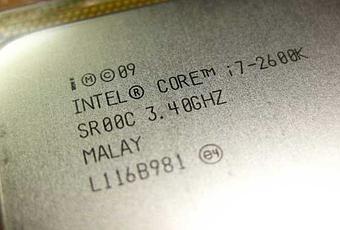 i Ⓜ © 09
INTEL® CORE™ i7-2600K
SR00C 3.40GHZ
MALAY
L116B981 e4